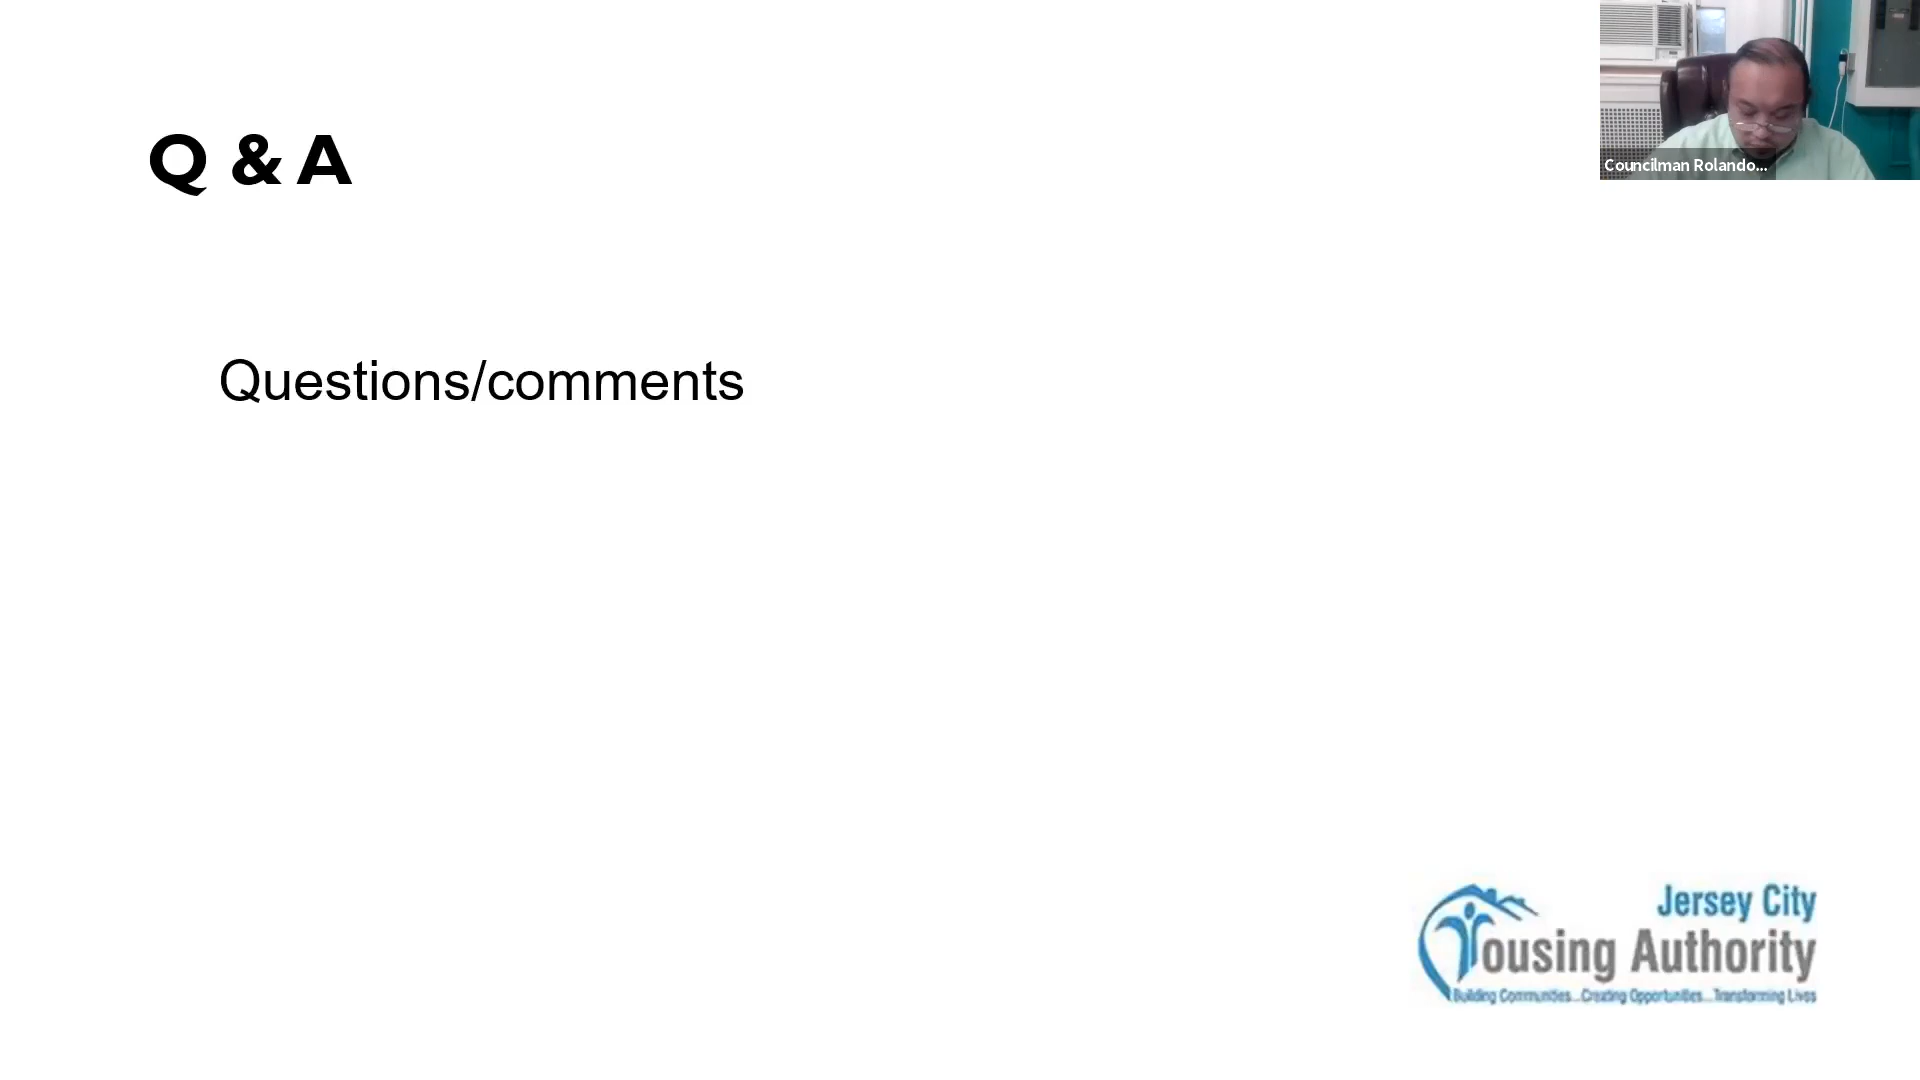 Q & A
Councilman Rolando...
Questions/comments
Jersey City
Housing Authority
Building Communities...Creating Opportunities...Transforming Lives